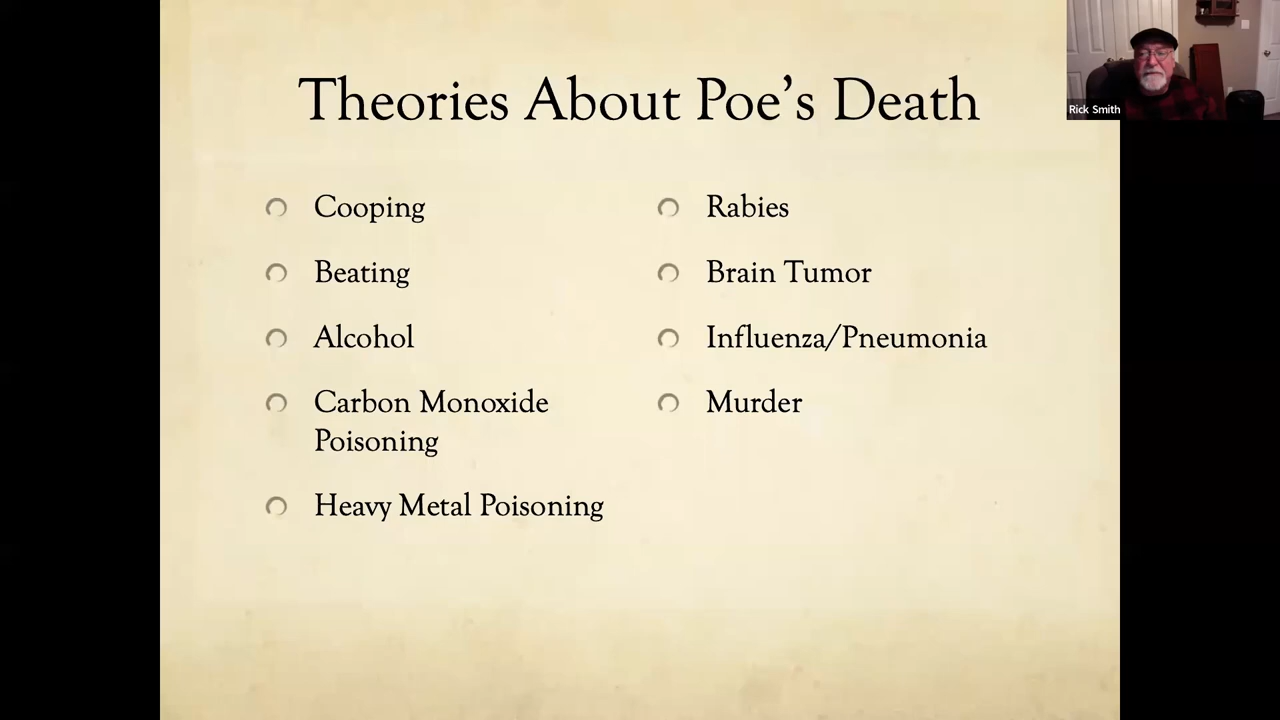 Theories About Poe's Death
Cooping
Beating
Alcohol
Carbon Monoxide
Poisoning
Heavy Metal Poisoning
Rabies
Brain Tumor
Influenza/Pneumonia
Murder
Rick Smith